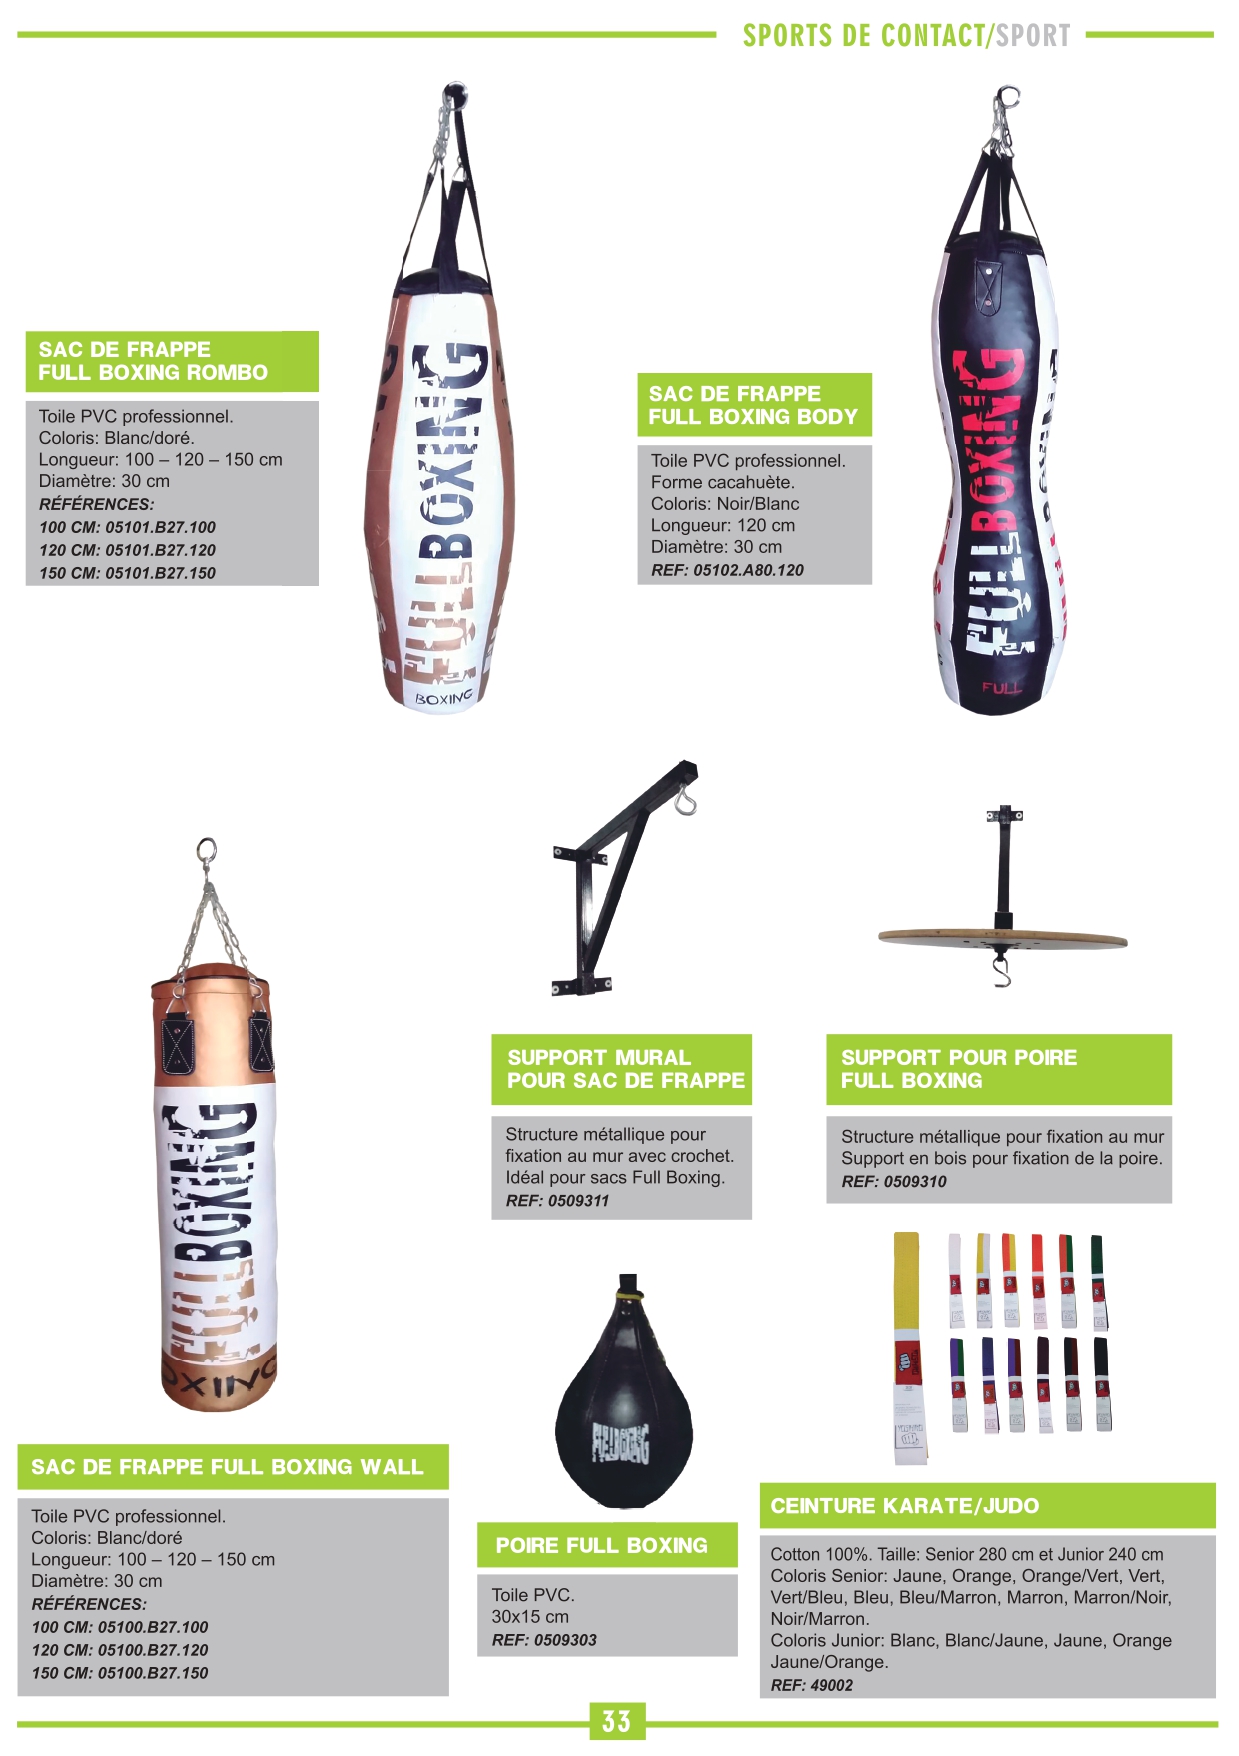 SPORTS DE CONTACT/SPORT
SAC DE FRAPPE
FULL BOXING ROMBO
Toile PVC professionnel.
Coloris: Blanc/doré.
Longueur: 100 – 120 – 150 cm
Diamètre: 30 cm
RÉFÉRENCES:
100 CM: 05101.B27.100
120 CM: 05101.B27.120
150 CM: 05101.B27.150
FULLBOXING
BOXING
SAC DE FRAPPE
FULL BOXING BODY
Toile PVC professionnel.
Forme cacahuète.
Coloris: Noir/Blanc
Longueur: 120 cm
Diamètre: 30 cm
REF: 05102.A80.120
FULLBOXING
FULL
FULLBOXING
SUPPORT MURAL
POUR SAC DE FRAPPE
Structure métallique pour
fixation au mur avec crochet.
Idéal pour sacs Full Boxing.
REF: 0509311
SUPPORT POUR POIRE
FULL BOXING
Structure métallique pour fixation au mur
Support en bois pour fixation de la poire.
REF: 0509310
SAC DE FRAPPE FULL BOXING WALL
Toile PVC professionnel.
Coloris: Blanc/doré
Longueur: 100 – 120 – 150 cm
Diamètre: 30 cm
RÉFÉRENCES:
100 CM: 05100.B27.100
120 CM: 05100.B27.120
150 CM: 05100.B27.150
POIRE FULL BOXING
Toile PVC.
30x15 cm
REF: 0509303
CEINTURE KARATE/JUDO
Cotton 100%. Taille: Senior 280 cm et Junior 240 cm
Coloris Senior: Jaune, Orange, Orange/Vert, Vert,
Vert/Bleu, Bleu, Bleu/Marron, Marron, Marron/Noir,
Noir/Marron.
Coloris Junior: Blanc, Blanc/Jaune, Jaune, Orange
Jaune/Orange.
REF: 49002
33